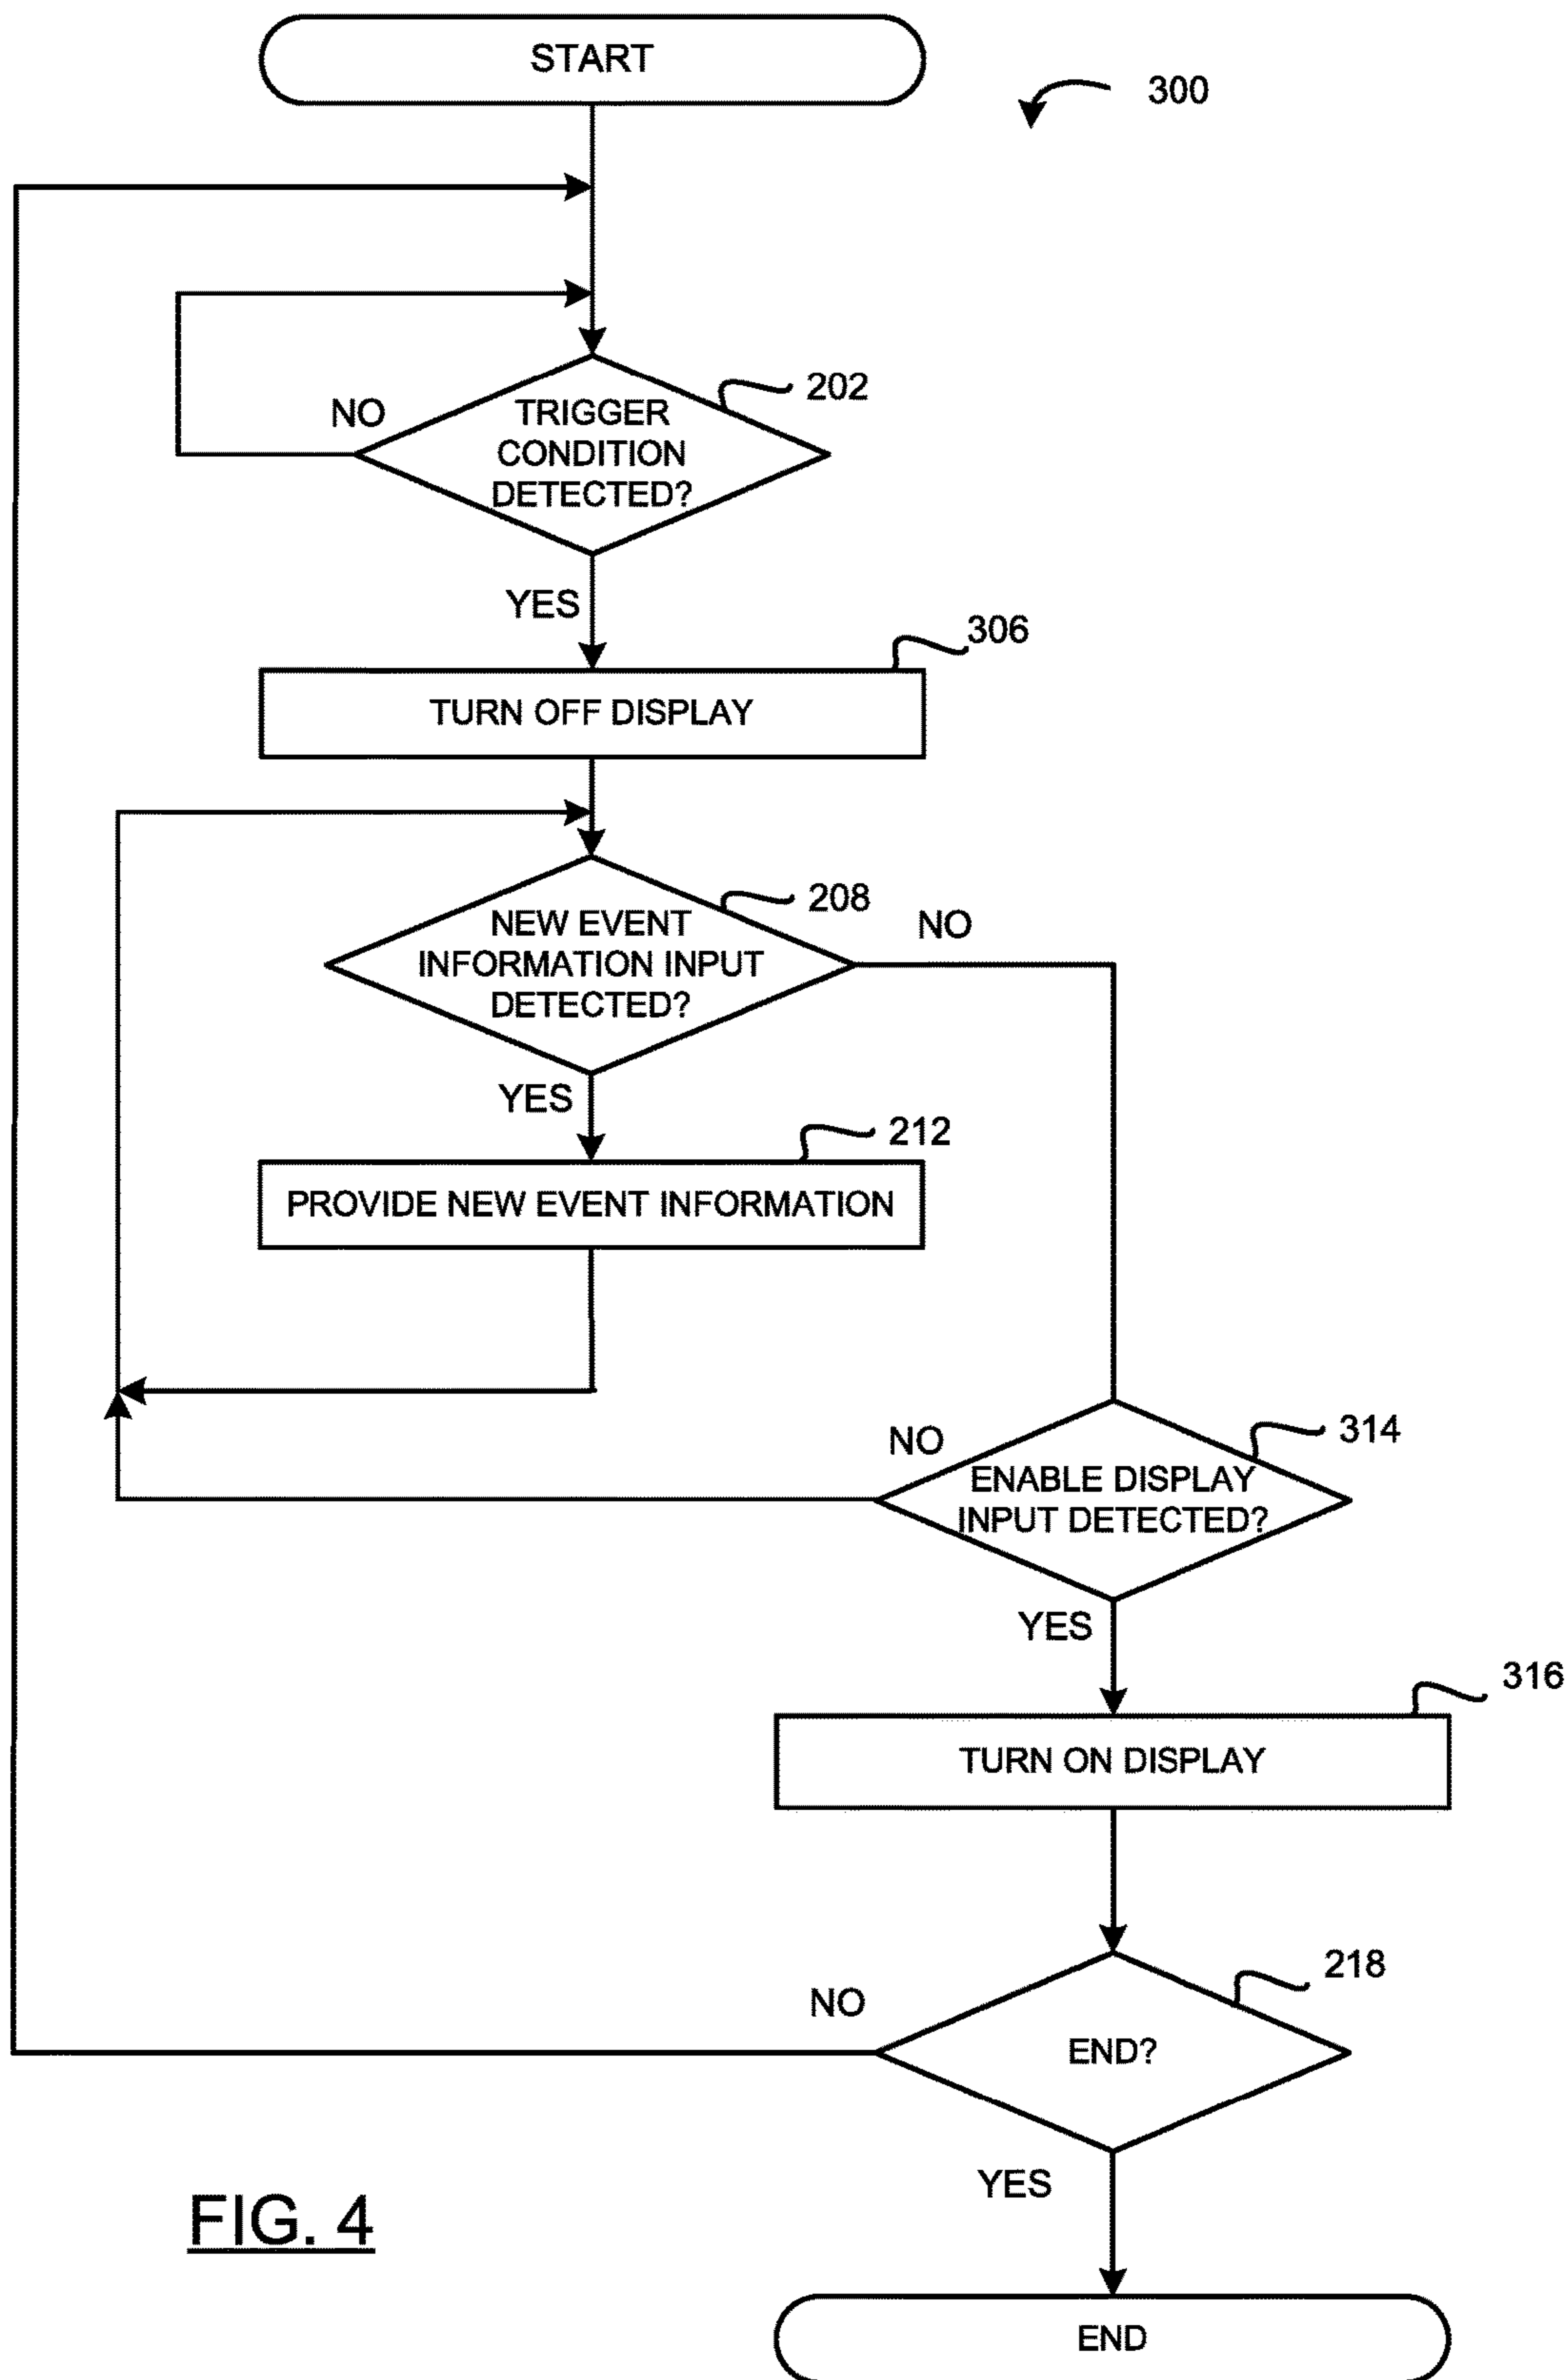 START
300
202
NO
TRIGGER
CONDITION
DETECTED?
YES
306
TURN OFF DISPLAY
208
NO
NEW EVENT
INFORMATION INPUT
DETECTED?
YES
212
PROVIDE NEW EVENT INFORMATION
314
NO
ENABLE DISPLAY
INPUT DETECTED?
YES
316
TURN ON DISPLAY
218
NO
END?
YES
FIG. 4
END